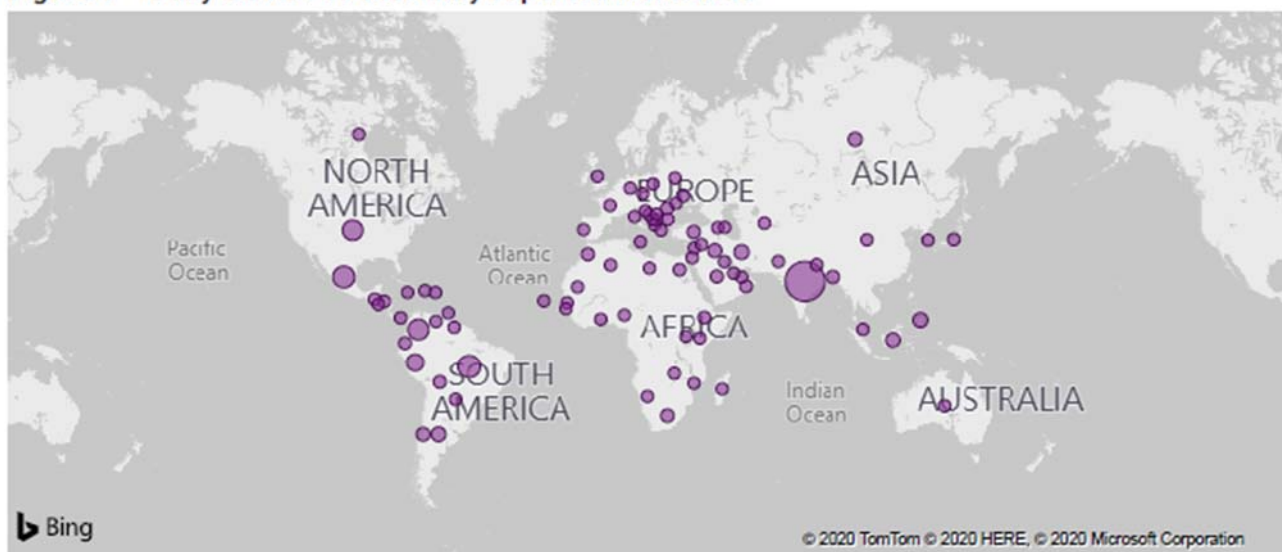 NORTH
AMERICA
EUROPE
ASIA
Pacific
Ocean
Atlantic
Ocean
AFRICA
SOUTH
AMERICA
Indian
Ocean
AUSTRALIA
Bing
© 2020 TomTom © 2020 HERE, © 2020 Microsoft Corporation